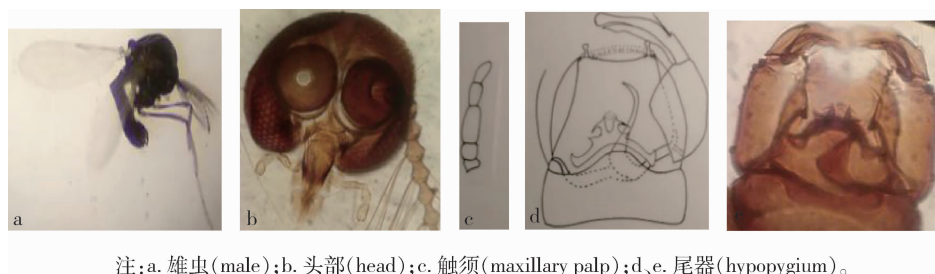 a
b
c
d
e
注:a. 雄虫(male);b. 头部(head);c. 触须(maxillary palp);d、e. 尾器(hypopygium)。